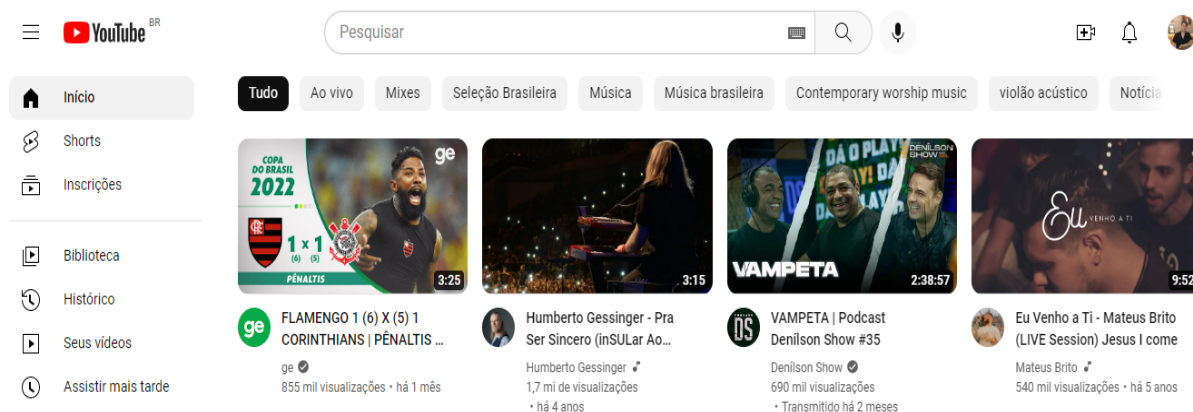 YouTube BR
Pesquisar
Início
Shorts
Inscrições
Biblioteca
Histórico
Seus vídeos
Assistir mais tarde
Tudo
Ao vivo
Mixes
Seleção Brasileira
Música
Música brasileira
Contemporary worship music
violão acústico
Notícia
COPA
DO BRASIL
2022
ge
1 x 1
(6) (5)
PÊNALTIS
3:25
FLAMENGO 1 (6) X (5) 1
CORINTHIANS | PÊNALTIS ...
ge
855 mil visualizações • há 1 mês
3:15
Humberto Gessinger - Pra
Ser Sincero (inSULar Ao...
Humberto Gessinger
1,7 mi de visualizações
• há 4 anos
DÁ O PLAY!
DENÍLSON
SHOW
VAMPETA
2:38:57
DS
VAMPETA | Podcast
Denílson Show #35
Denílson Show
690 mil visualizações
• Transmitido há 2 meses
Eu VENHO A TI
9:52
Eu Venho a Ti - Mateus Brito
(LIVE Session) Jesus I come
Mateus Brito
540 mil visualizações • há 5 anos